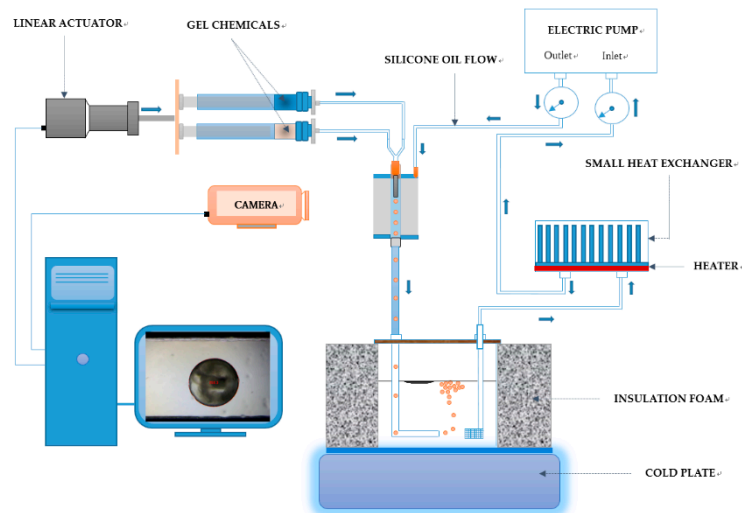 LINEAR ACTUATOR
GEL CHEMICALS
ELECTRIC PUMP
Outlet Inlet
SILICONE OIL FLOW
SMALL HEAT EXCHANGER
CAMERA
HEATER
INSULATION FOAM
COLD PLATE